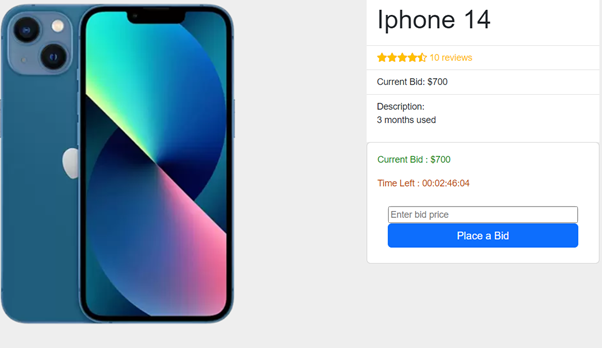 Iphone 14
10 reviews
Current Bid: $700
Description:
3 months used
Current Bid : $700
Time Left : 00:02:46:04
Enter bid price
Place a Bid